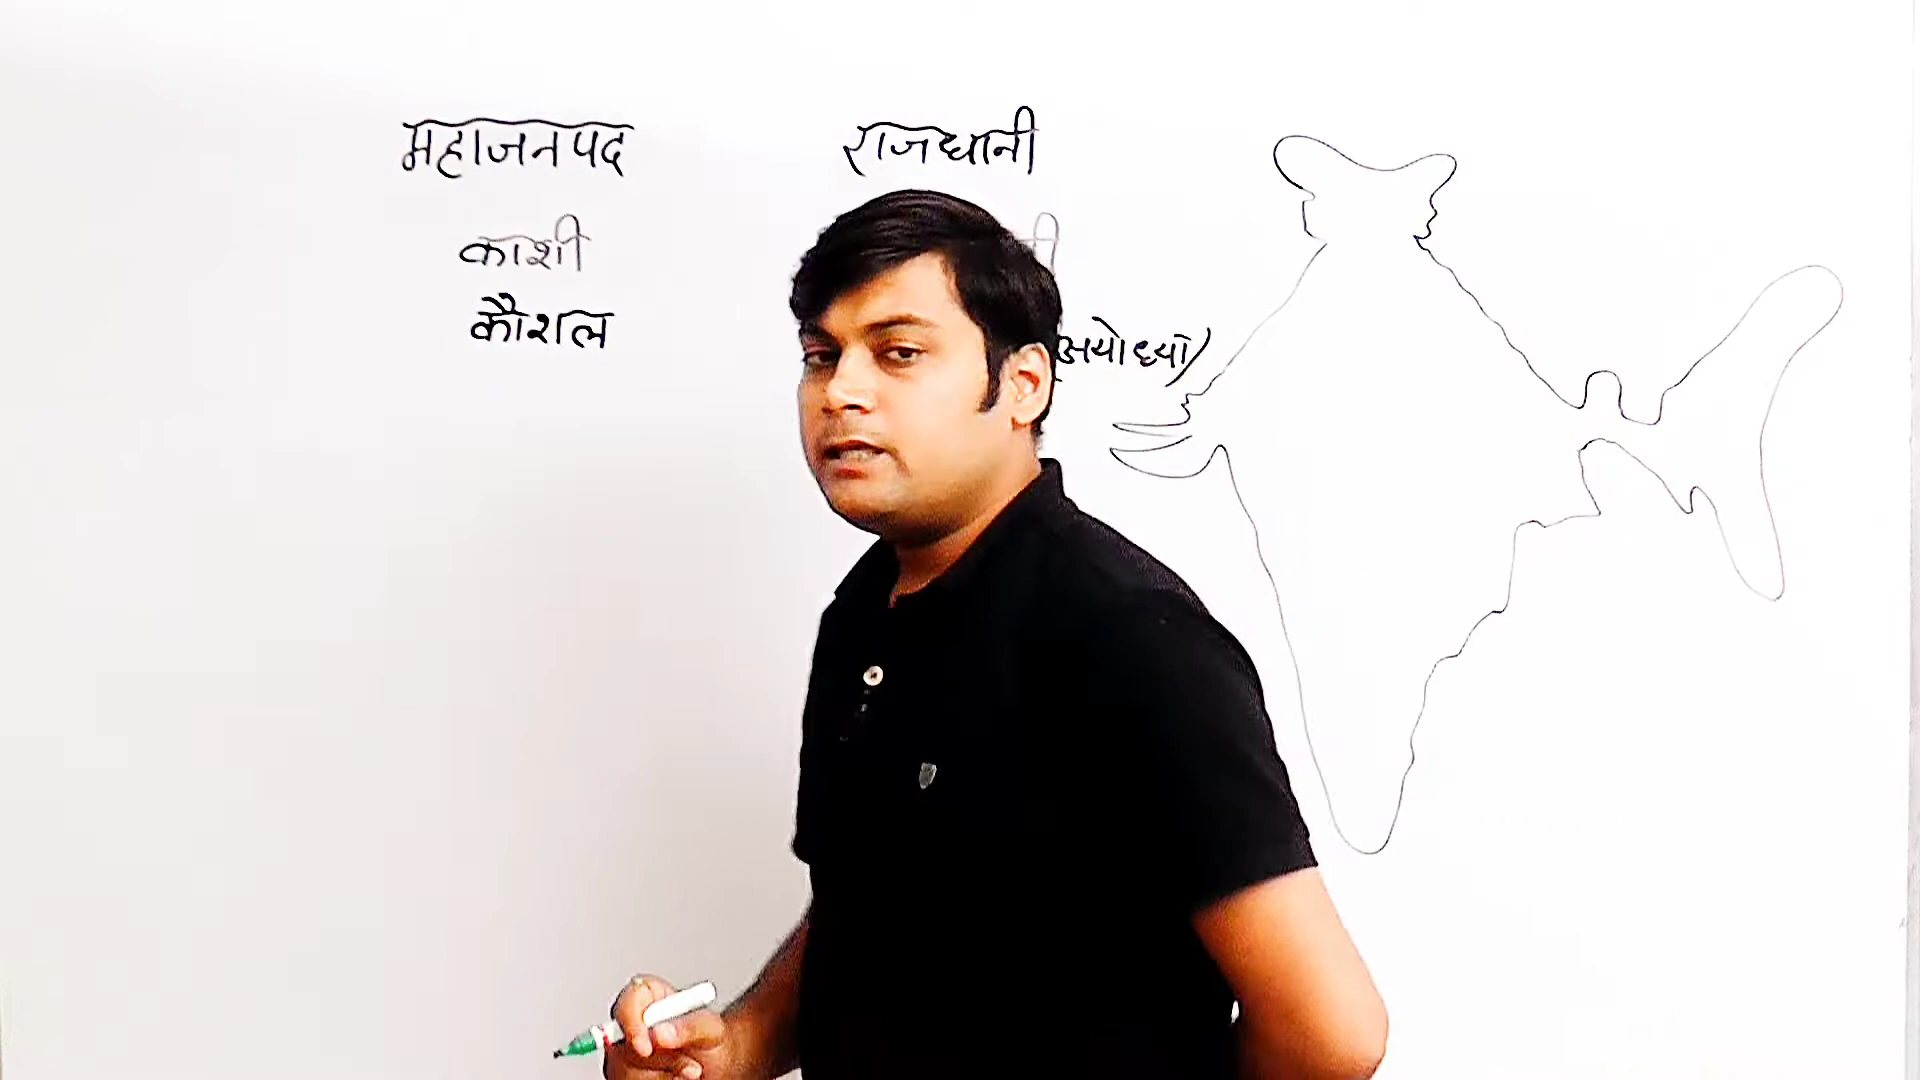 महाजनपद राजधानी
काशी
कौशल (अयोध्या)